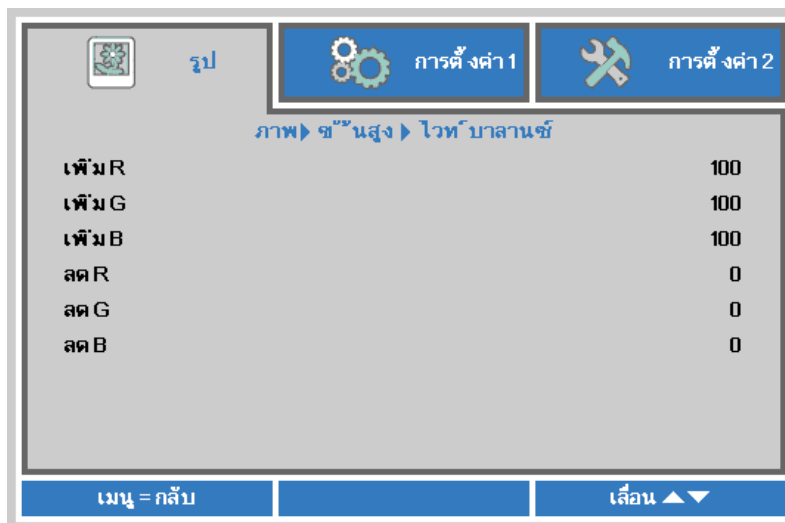 รูป
การตั้งค่า 1
การตั้งค่า 2
ภาพ ขั้นสูง ไวท์บาลานซ์
เพิ่ม R 100
เพิ่ม G 100
เพิ่ม B 100
ลด R 0
ลด G 0
ลด B 0
เมนู = กลับ
เลื่อน